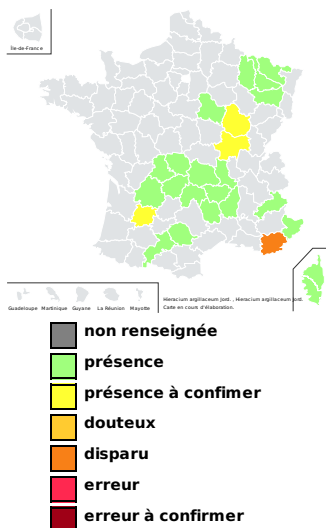 Île-de-France
Guadeloupe Martinique Guyane La Réunion Mayotte
Hieracium argillaceum Jord. , Hieracium argillaceum Jord.
Carte en cours d'élaboration.
non renseignée
présence
présence à confimer
douteux
disparu
erreur
erreur à confirmer